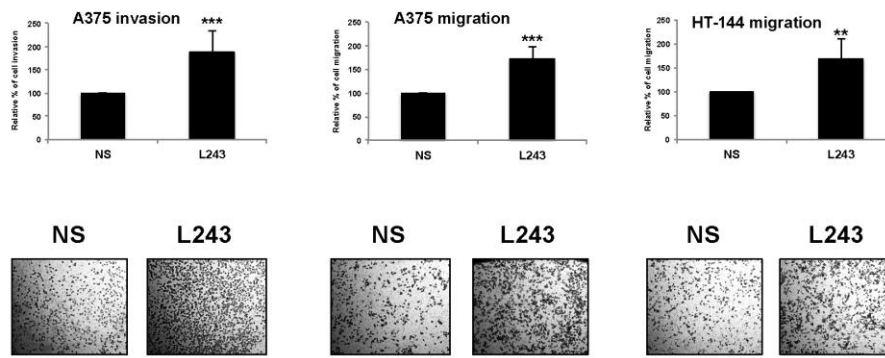 A375 invasion
Relative % of cell invasion
250
200
150
100
50
0
***
NS
L243
A375 migration
Relative % of cell migration
250
200
150
100
50
0
***
NS
L243
HT-144 migration
Relative % of cell migration
250
200
150
100
50
0
**
NS
L243
NS
L243
NS
L243
NS
L243